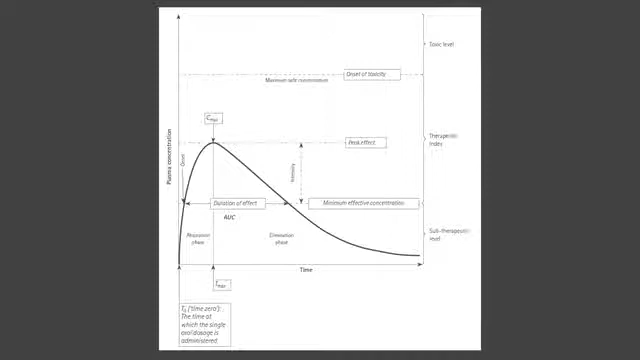 Toxic level
Onset of toxicity
Maximum safe concentration
Cmax
Plasma concentration
Onset
Intensity
Peak effect
Therapeutic
index
Duration of effect
Minimum effective concentration
AUC
Absorption
phase
Elimination
phase
Sub-therapeutic
level
Time
Tmax
T0 ('time zero'):
The time at
which the single
oral dosage is
administered